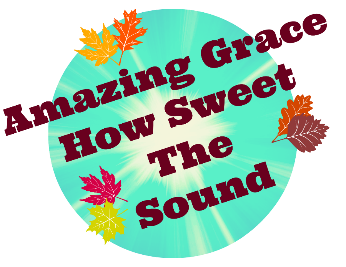 Amazing Grace
How Sweet
The
Sound